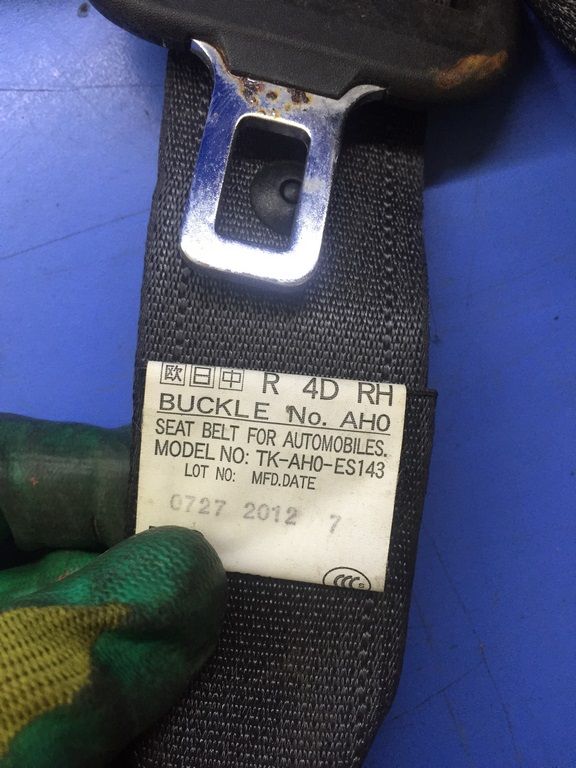 欧 日 中 R 4D RH
BUCKLE No. AH0
SEAT BELT FOR AUTOMOBILES.
MODEL NO: TK-AH0-ES143
LOT NO: MFD.DATE
0727 2012 7
CCC